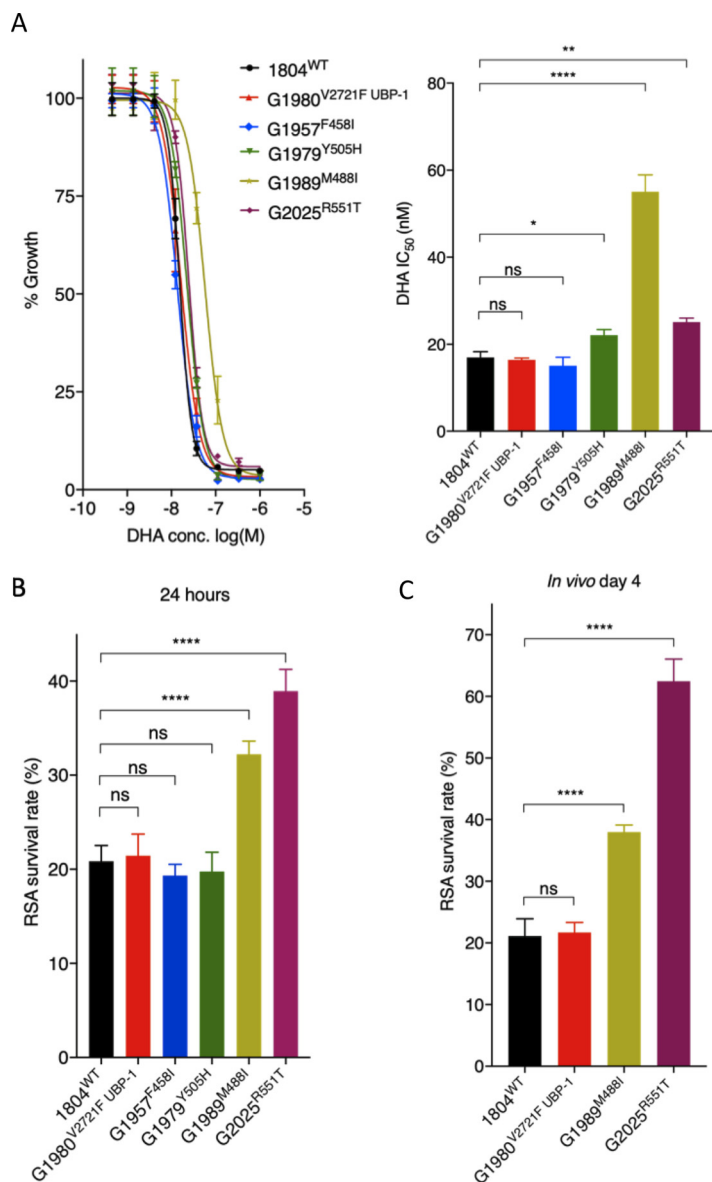 A
1804WT
G1980V2721F UBP-1
G1957F458I
G1979Y505H
G1989M488I
G2025R551T
% Growth
100
75
50
25
0
-10 -9 -8 -7 -6 -5
DHA conc. log(M)
DHA IC50 (nM)
80
60
40
20
0
**
****
*
ns
ns
1804WT
G1980V2721F UBP-1
G1957F458I
G1979Y505H
G1989M488I
G2025R551T
B
24 hours
RSA survival rate (%)
40
30
20
10
0
****
****
ns
ns
ns
1804WT
G1980V2721F UBP-1
G1957F458I
G1979Y505H
G1989M488I
G2025R551T
C
In vivo day 4
RSA survival rate (%)
70
60
50
40
30
20
10
0
****
****
ns
1804WT
G1980V2721F UBP-1
G1989M488I
G2025R551T